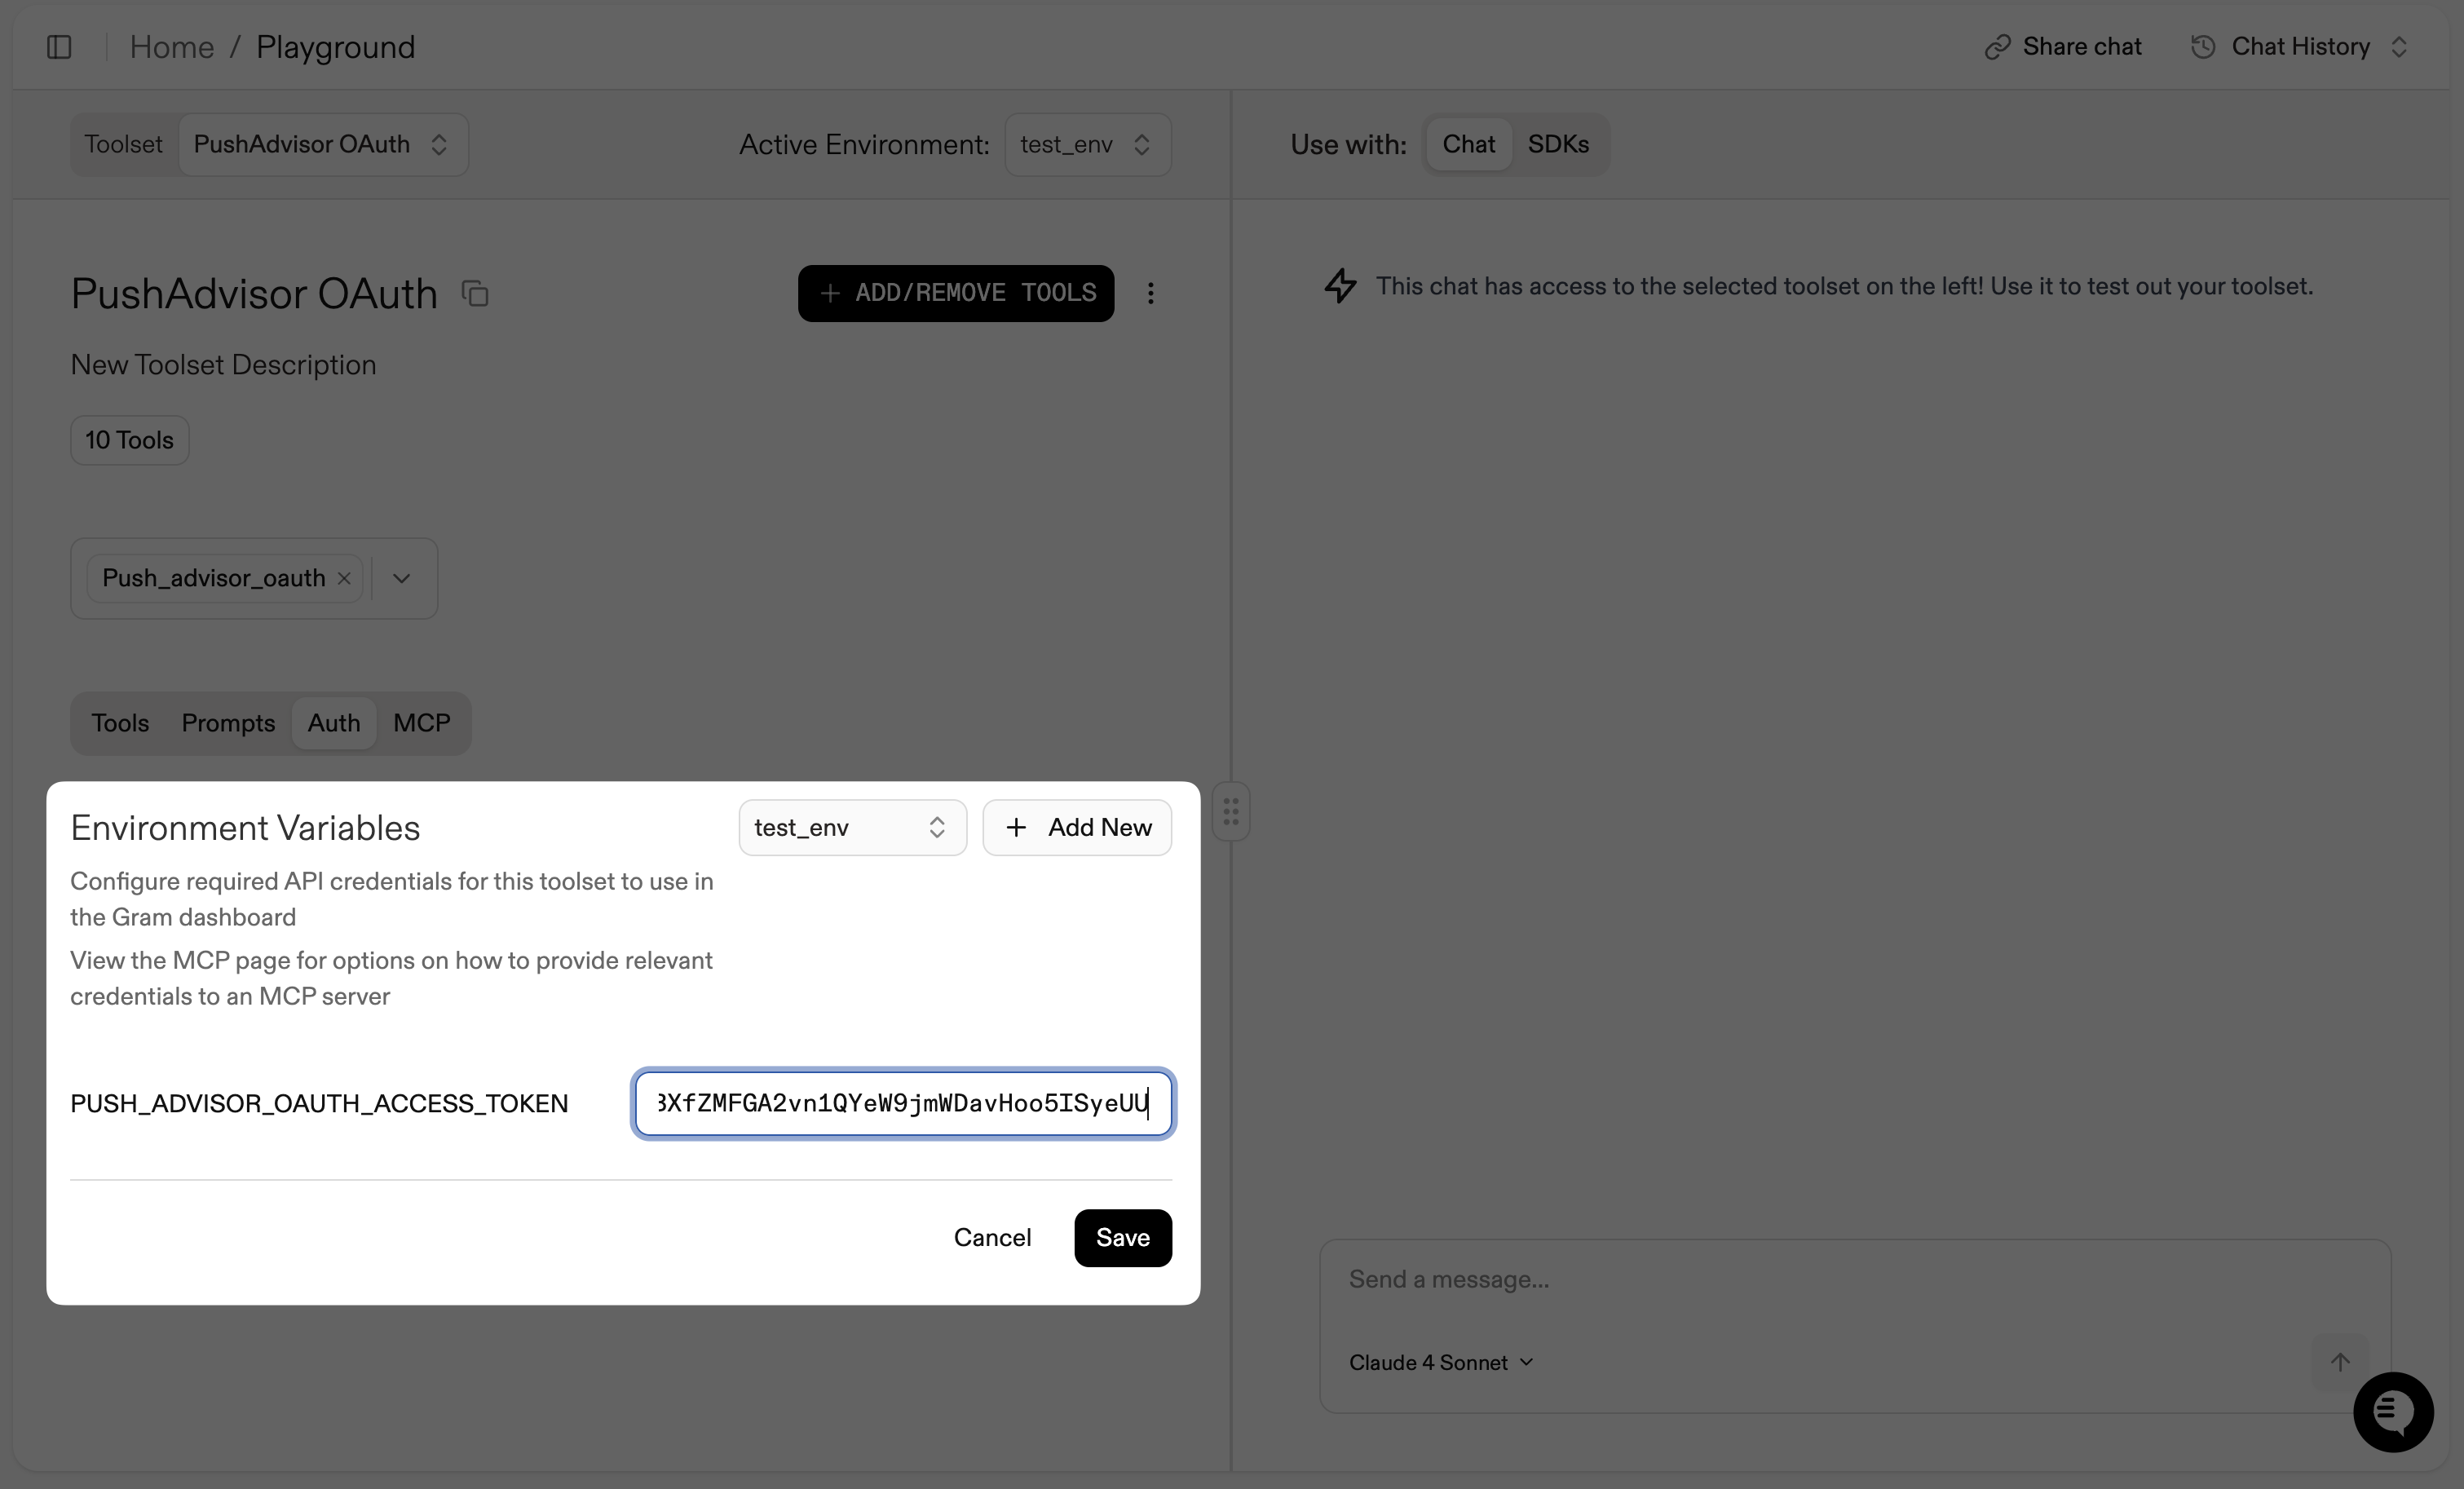 Home / Playground
Share chat
Chat History
Toolset
PushAdvisor OAuth
Active Environment:
test_env
Use with:
Chat
SDKs
PushAdvisor OAuth
+ ADD/REMOVE TOOLS
This chat has access to the selected toolset on the left! Use it to test out your toolset.
New Toolset Description
10 Tools
Push_advisor_oauth
Tools
Prompts
Auth
MCP
Environment Variables
test_env
+ Add New
Configure required API credentials for this toolset to use in
the Gram dashboard
View the MCP page for options on how to provide relevant
credentials to an MCP server
PUSH_ADVISOR_OAUTH_ACCESS_TOKEN
3XfZMFGA2vn1QYeW9jmWDavHoo5ISyeUU
Cancel
Save
Send a message...
Claude 4 Sonnet